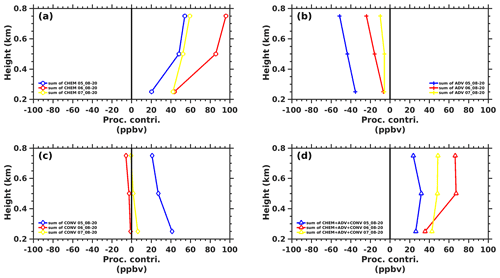 (a)
0.8
0.6
0.4
0.2
Height (km)
sum of CHEM 05_08-20
sum of CHEM 06_08-20
sum of CHEM 07_08-20
-100 -80 -60 -40 -20 0 20 40 60 80 100
Proc. contri.
(ppbv)
(b)
0.8
0.6
0.4
0.2
Height (km)
sum of ADV 05_08-20
sum of ADV 06_08-20
sum of ADV 07_08-20
-100 -80 -60 -40 -20 0 20 40 60 80 100
Proc. contri.
(ppbv)
(c)
0.8
0.6
0.4
0.2
Height (km)
sum of CONV 05_08-20
sum of CONV 06_08-20
sum of CONV 07_08-20
-100 -80 -60 -40 -20 0 20 40 60 80 100
Proc. contri.
(ppbv)
(d)
0.8
0.6
0.4
0.2
Height (km)
sum of CHEM+ADV+CONV 05_08-20
sum of CHEM+ADV+CONV 06_08-20
sum of CHEM+ADV+CONV 07_08-20
-100 -80 -60 -40 -20 0 20 40 60 80 100
Proc. contri.
(ppbv)